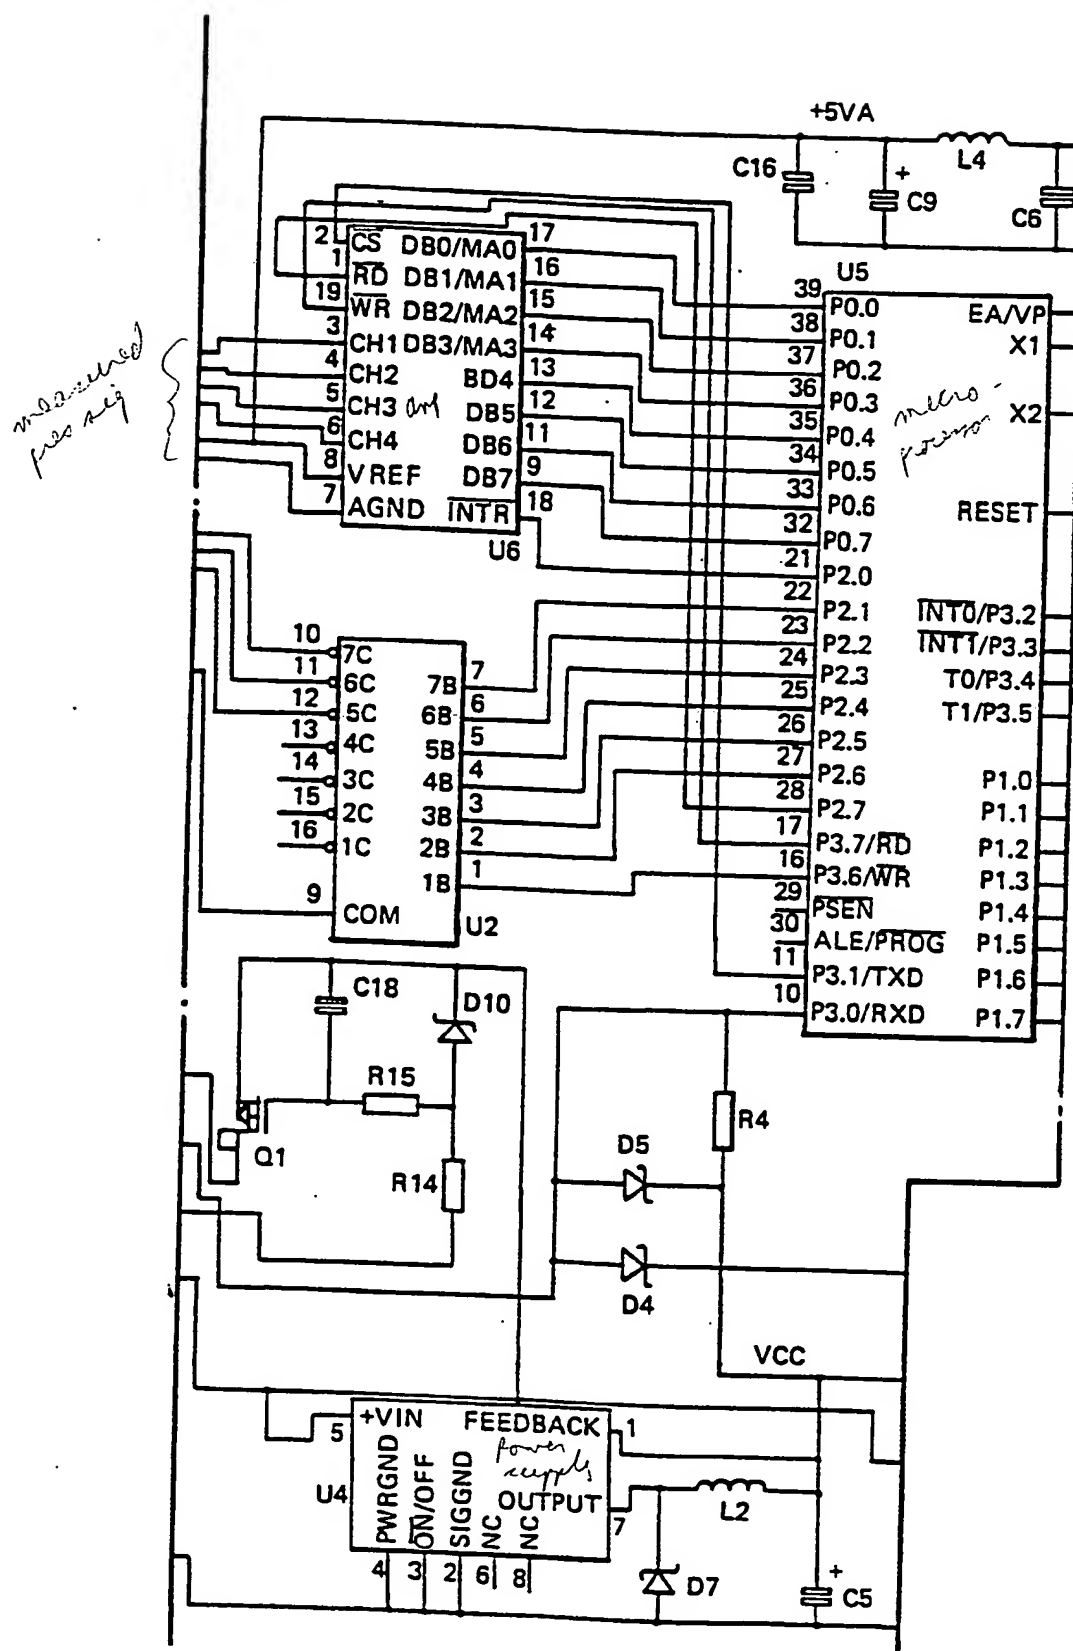 +5VA
C16
+
C9
L4
C6
2 CS DB0/MA0 17
1 RD DB1/MA1 16
19 WR DB2/MA2 15
3 CH1 DB3/MA3 14
4 CH2 BD4 13
5 CH3 DB5 12
6 CH4 DB6 11
8 VREF DB7 9
7 AGND INTR 18
U6
measured
pres sig
U5
39 P0.0 EA/VP
38 P0.1 X1
37 P0.2
36 P0.3
35 P0.4 X2
34 P0.5
33 P0.6
32 P0.7 RESET
21 P2.0
22 P2.1 INT0/P3.2
23 P2.2 INT1/P3.3
24 P2.3 T0/P3.4
25 P2.4 T1/P3.5
26 P2.5
27 P2.6 P1.0
28 P2.7 P1.1
17 P3.7/RD P1.2
16 P3.6/WR P1.3
29 PSEN P1.4
30 ALE/PROG P1.5
11 P3.1/TXD P1.6
10 P3.0/RXD P1.7
micro-
10 7C
11 6C 7B 7
12 5C 6B 6
13 4C 5B 5
14 3C 4B 4
15 2C 3B 3
16 1C 2B 2
1B 1
9 COM
U2
C18
D10
R15
Q1
R14
R4
D5
D4
VCC
+VIN FEEDBACK 1
5
power
supply
U4
OUTPUT
7
PWRGND
ON/OFF
SIGGND
NC
NC
4 3 2 6 8
L2
D7
+
C5